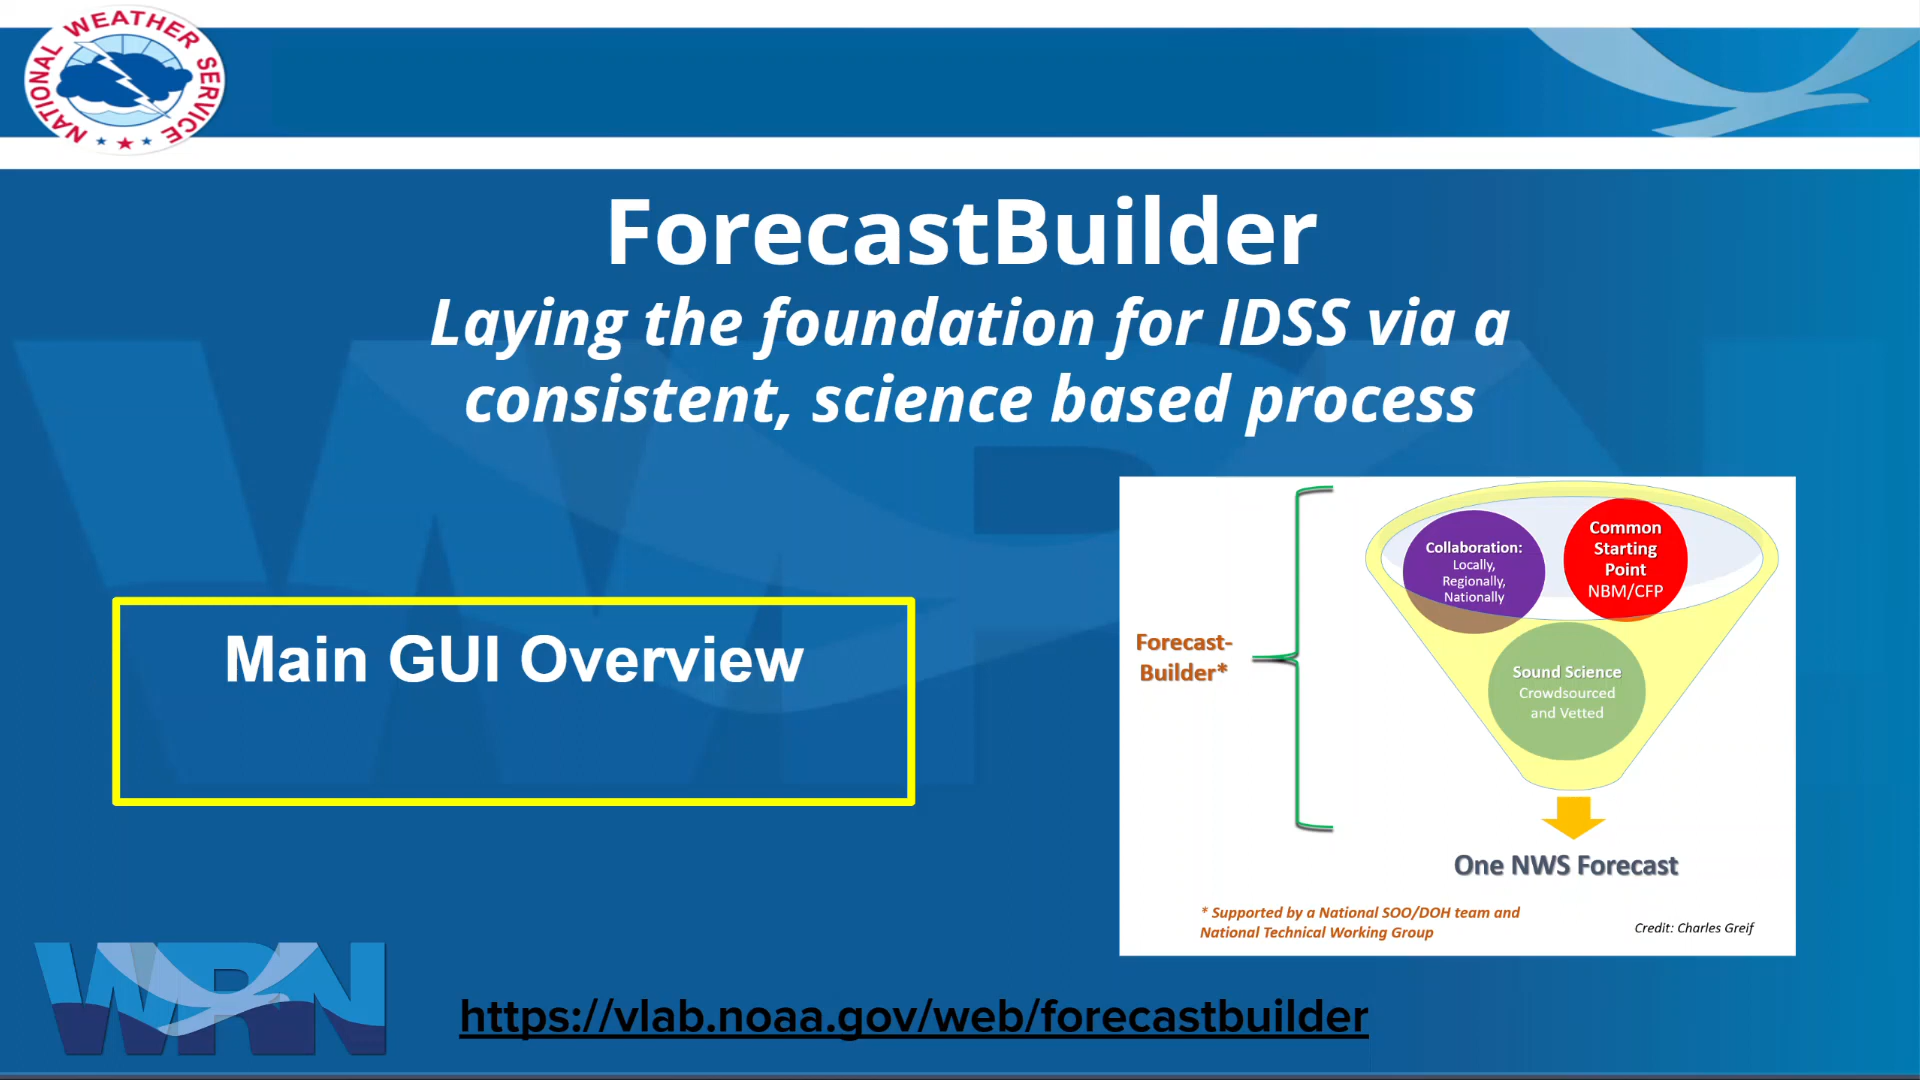 NATIONAL WEATHER SERVICE
ForecastBuilder
Laying the foundation for IDSS via a
consistent, science based process
Main GUI Overview
Forecast-
Builder*
Collaboration:
Locally,
Regionally,
Nationally
Common
Starting
Point
NBM/CFP
Sound Science
Crowdsourced
and Vetted
One NWS Forecast
* Supported by a National SOO/DOH team and
National Technical Working Group
Credit: Charles Greif
WRN
https://vlab.noaa.gov/web/forecastbuilder